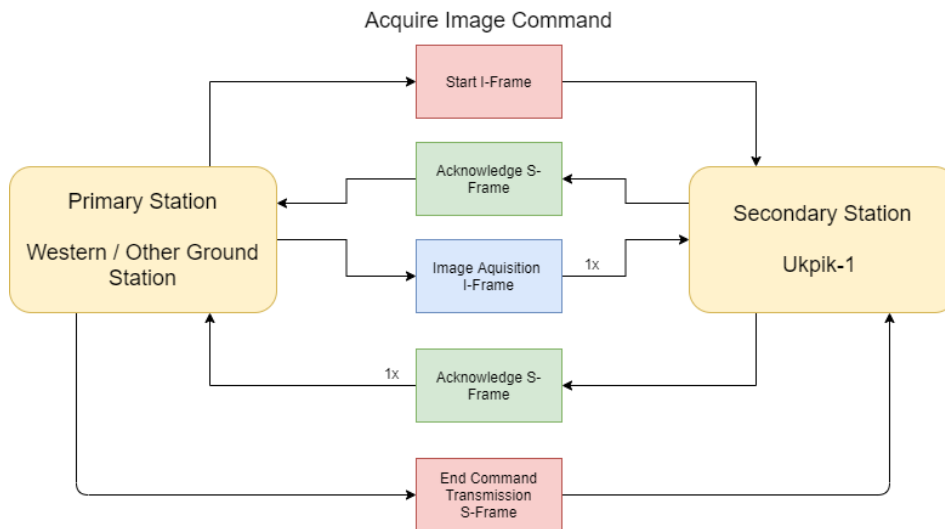 Acquire Image Command
Start I-Frame
Acknowledge S-
Frame
Primary Station
Western / Other Ground
Station
Secondary Station
Ukpik-1
Image Aquisition
I-Frame
1x
Acknowledge S-
Frame
1x
End Command
Transmission
S-Frame